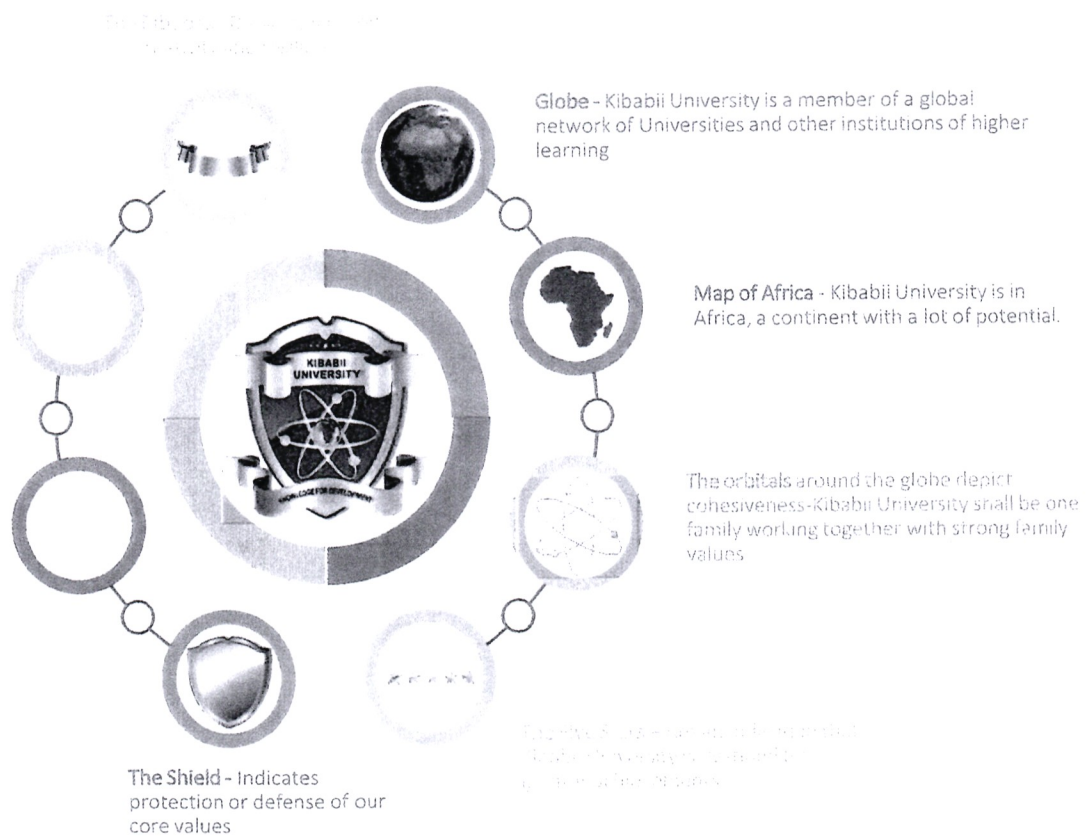 Globe - Kibabii University is a member of a global
network of Universities and other institutions of higher
learning
Map of Africa - Kibabii University is in
Africa, a continent with a lot of potential.
KIBABII
UNIVERSITY
KNOWLEDGE FOR DEVELOPMENT
The orbitals around the globe depict
cohesiveness-Kibabii University shall be one
family working together with strong family
values
The Shield - Indicates
protection or defense of our
core values